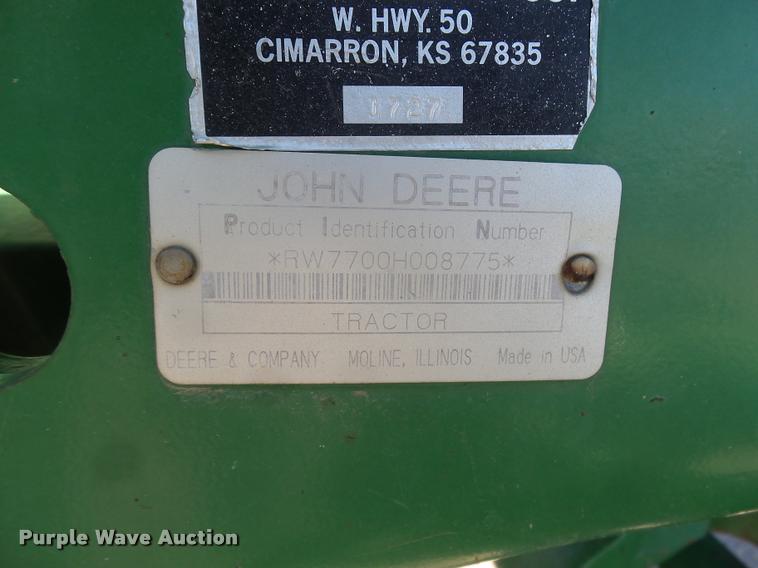 W. HWY. 50
CIMARRON, KS 67835
1727
JOHN DEERE
Product Identification Number
*RW7700H008775*
TRACTOR
DEERE & COMPANY MOLINE, ILLINOIS Made in USA
Purple Wave Auction